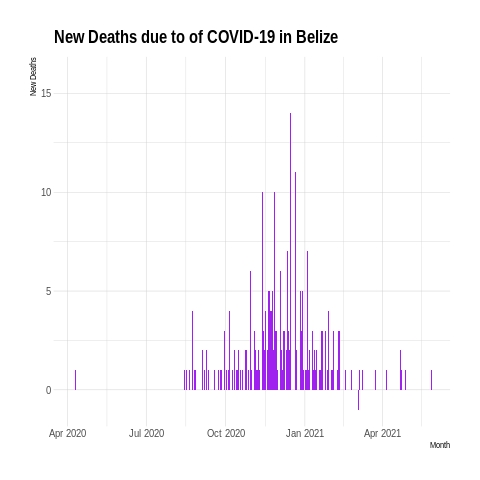 New Deaths due to of COVID-19 in Belize
New Deaths
15
10
5
0
Apr 2020 Jul 2020 Oct 2020 Jan 2021 Apr 2021
Month